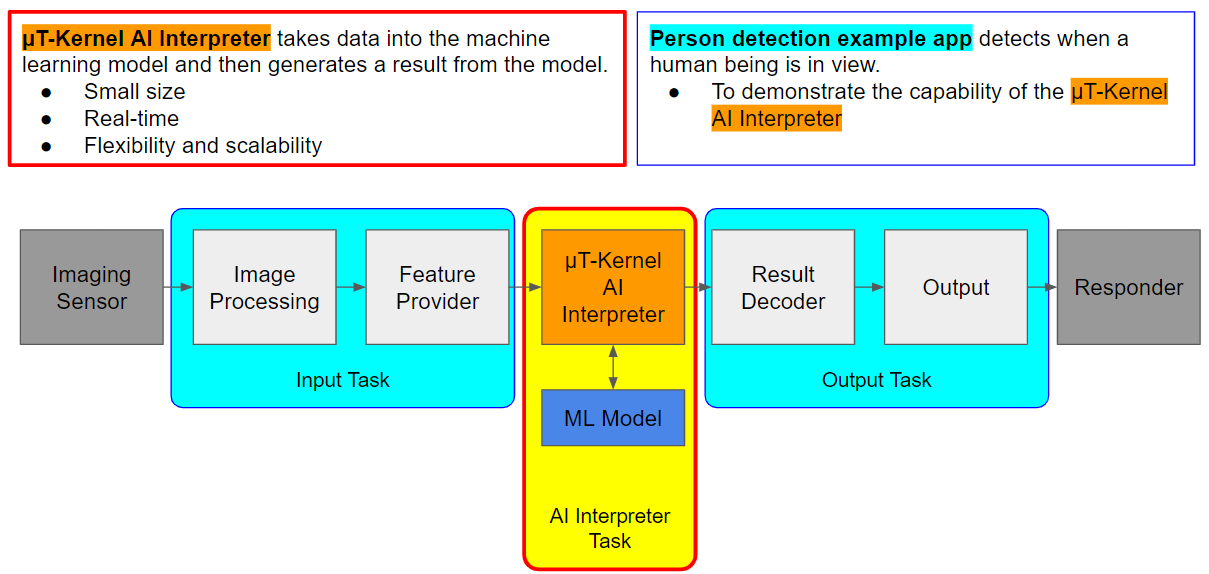 µT-Kernel AI Interpreter takes data into the machine
learning model and then generates a result from the model.
● Small size
● Real-time
● Flexibility and scalability
Person detection example app detects when a
human being is in view.
● To demonstrate the capability of the µT-Kernel
AI Interpreter
Imaging
Sensor
Image
Processing
Feature
Provider
Input Task
µT-Kernel
AI
Interpreter
ML Model
AI Interpreter
Task
Result
Decoder
Output
Output Task
Responder